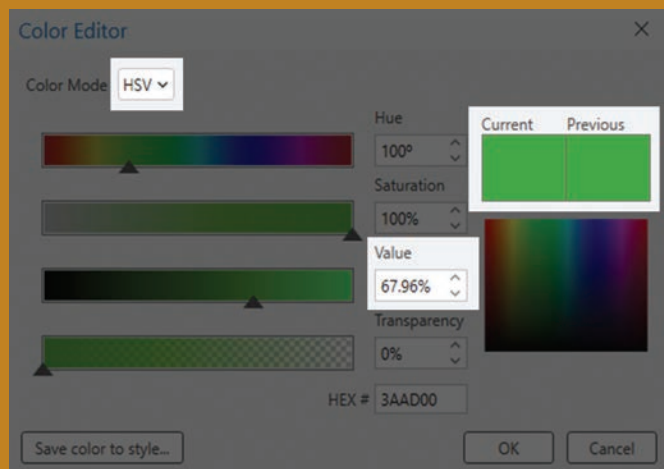 Color Editor
Color Mode HSV
Hue
100º
Current Previous
Saturation
100%
Value
67.96%
Transparency
0%
HEX # 3AAD00
Save color to style... OK Cancel